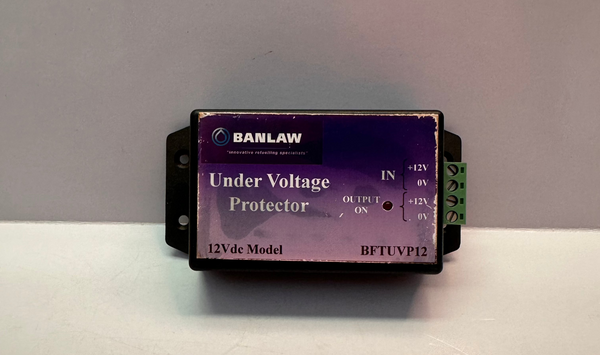 BANLAW
"innovative refuelling specialists"
Under Voltage
Protector
IN
+12V
0V
OUTPUT
ON
+12V
0V
12Vdc Model
BFTUVP12